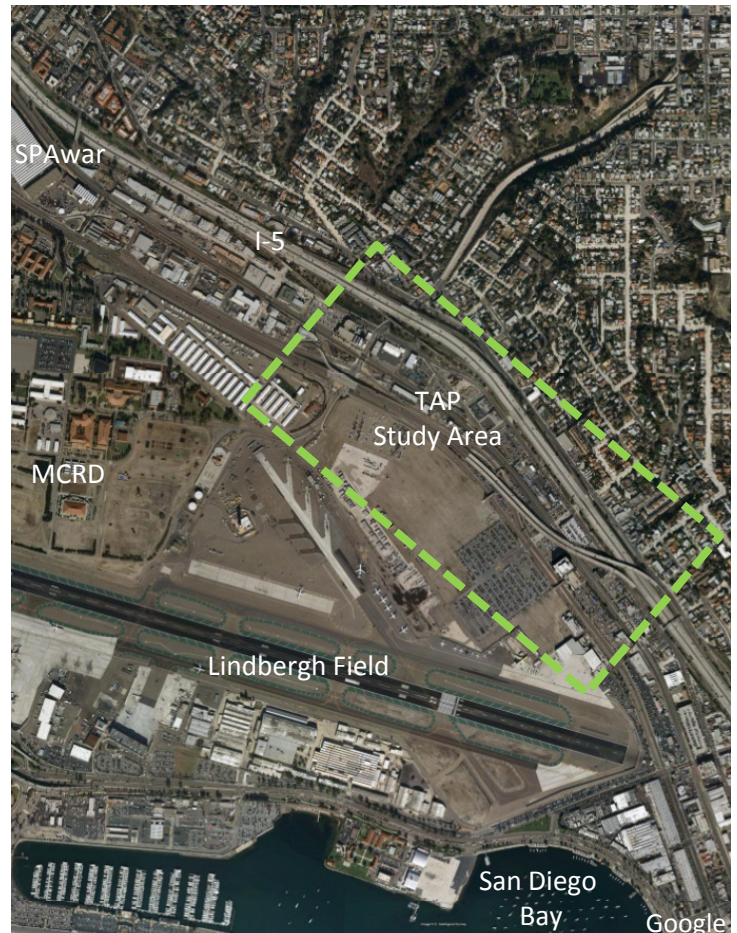 SPAwar
I-5
TAP
Study Area
MCRD
Lindbergh Field
San Diego
Bay
Google